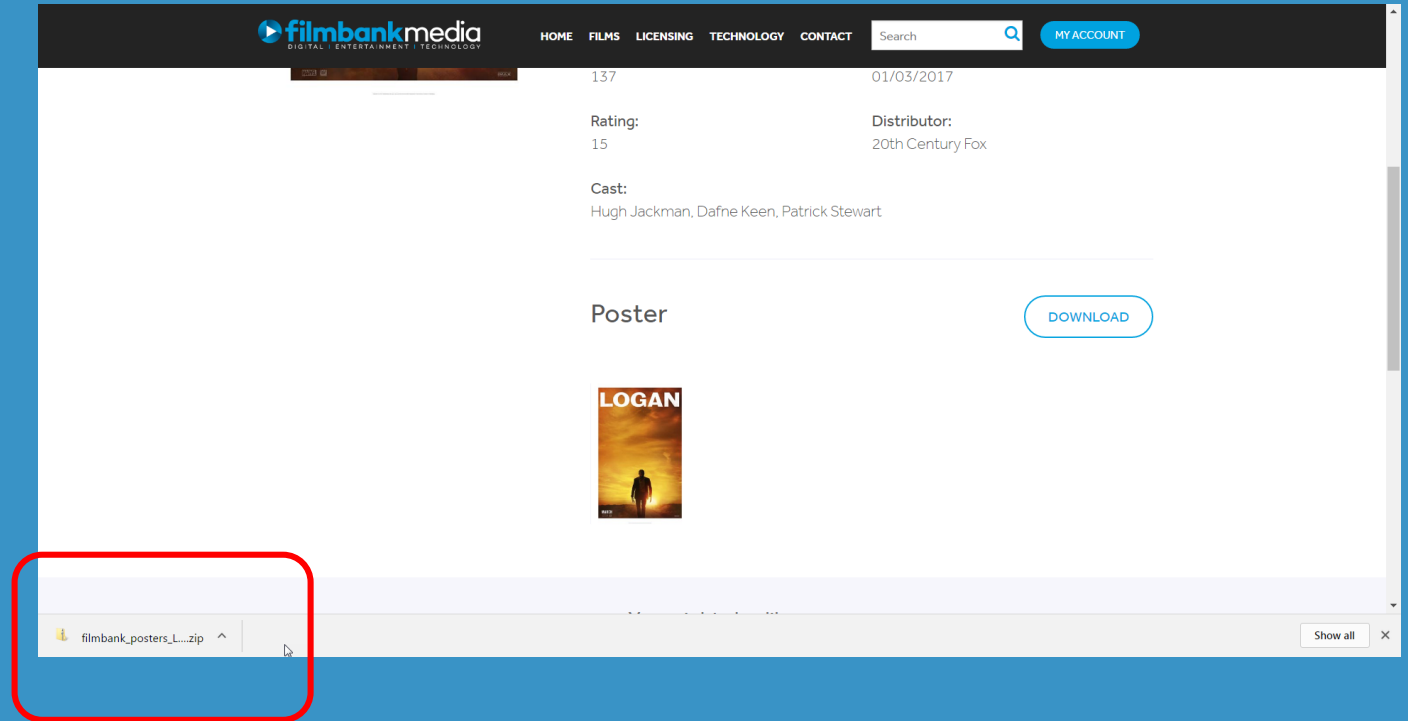 filmbankmedia
DIGITAL | ENTERTAINMENT | TECHNOLOGY
HOME FILMS LICENSING TECHNOLOGY CONTACT Search MY ACCOUNT
137 01/03/2017
Rating: Distributor:
15 20th Century Fox
Cast:
Hugh Jackman, Dafne Keen, Patrick Stewart
Poster DOWNLOAD
LOGAN
filmbank_posters_L....zip Show all